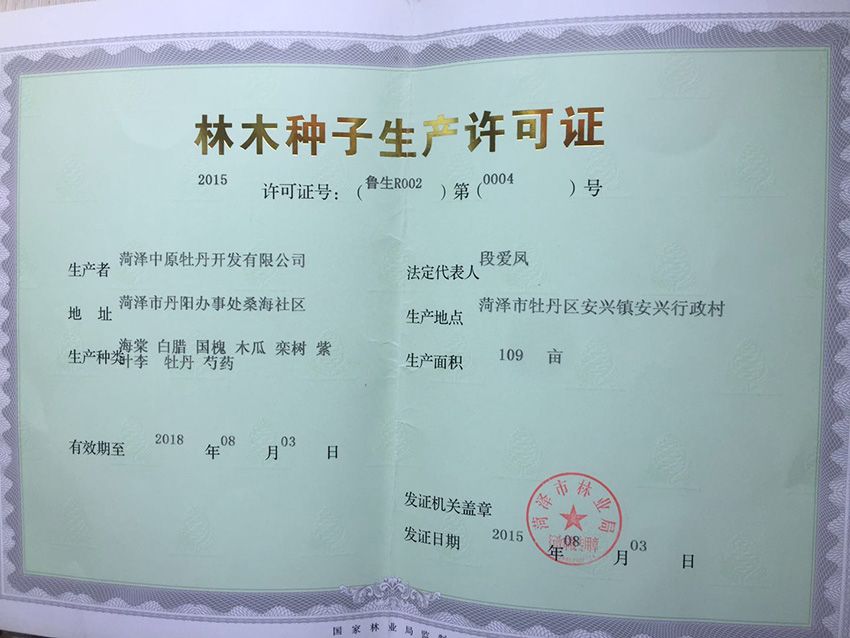 林木种子生产许可证
2015 许可证号：（鲁生R002）第（0004）号
生产者 菏泽中原牡丹开发有限公司
地 址 菏泽市丹阳办事处桑海社区
生产种类 海棠 白腊 国槐 木瓜 栾树 紫
叶李 牡丹 芍药
有效期至 2018 年 08 月 03 日
法定代表人 段爱凤
生产地点 菏泽市牡丹区安兴镇安兴行政村
生产面积 109 亩
发证机关盖章
发证日期 2015 年 08 月 03 日
菏泽市林业局
国家林业局监制